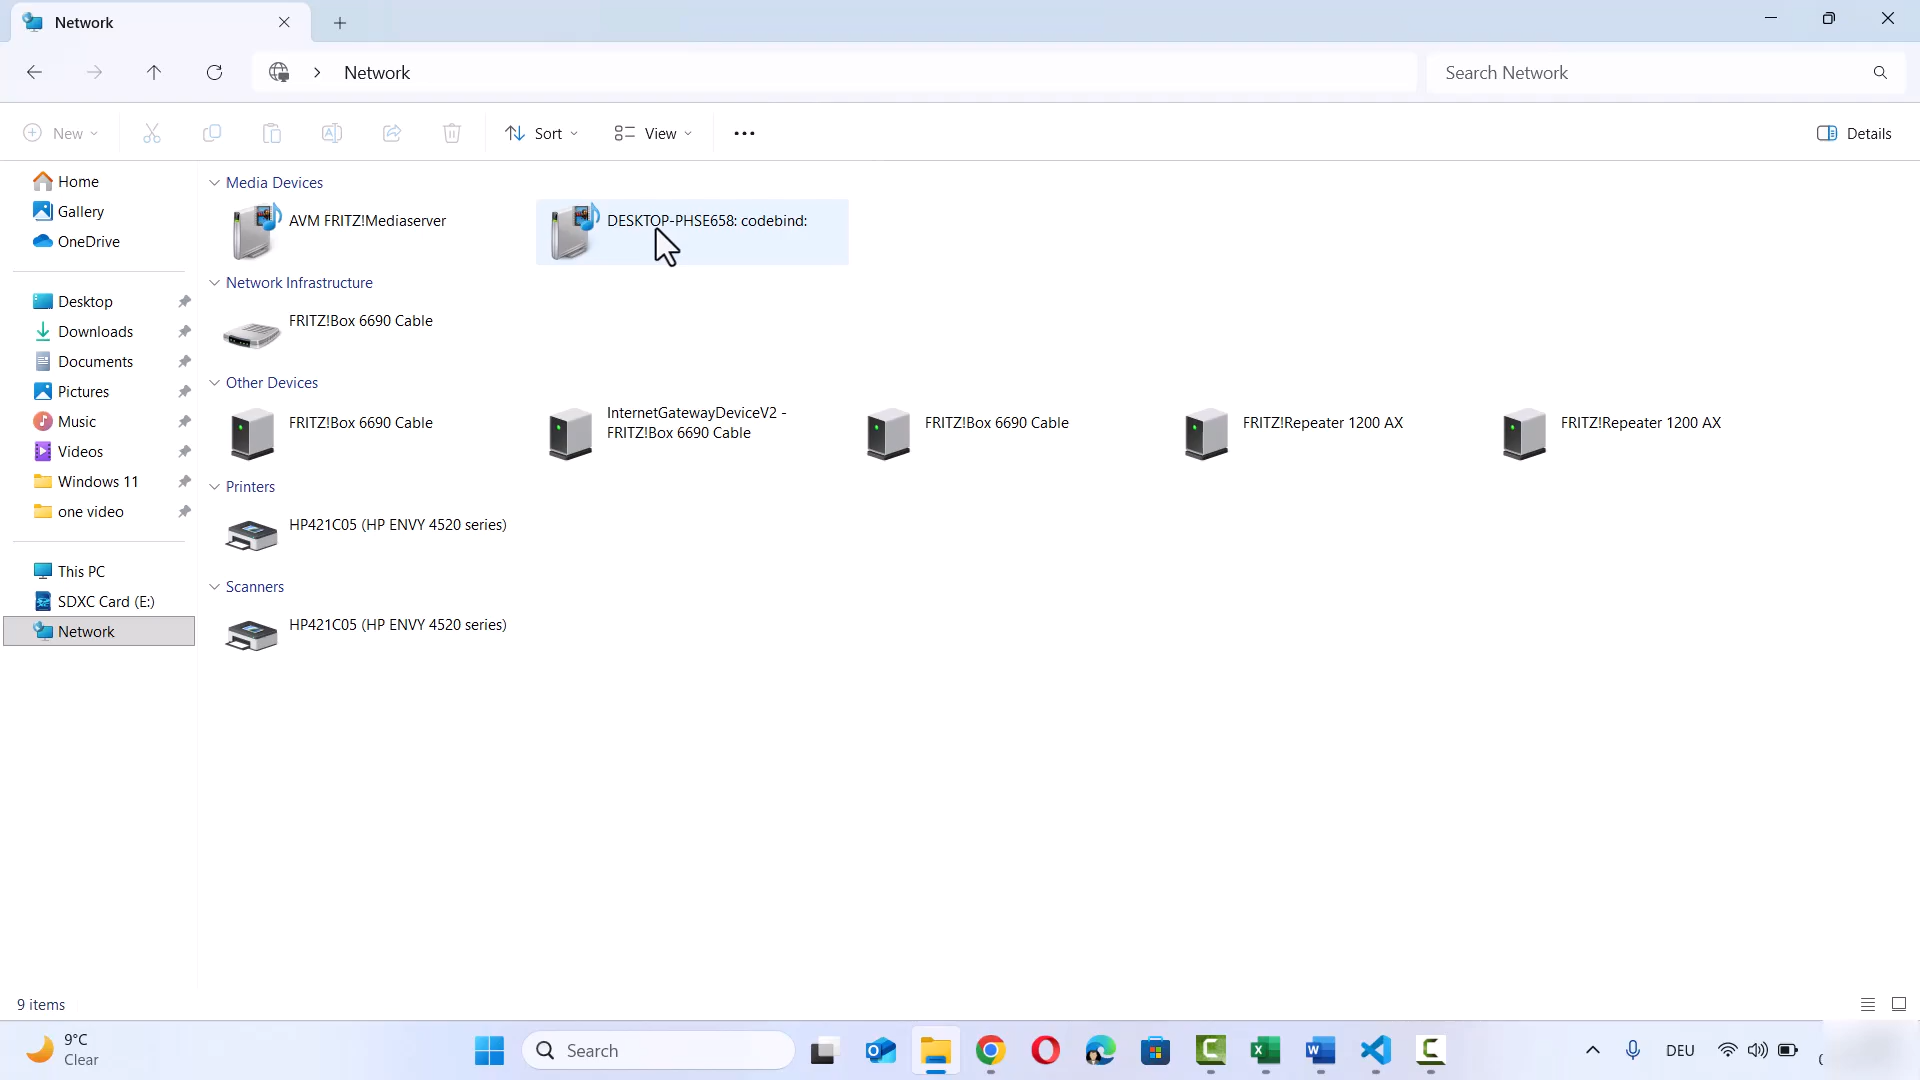 Network
Network
Search Network
New
Sort
View
Details
Home
Gallery
OneDrive
Desktop
Downloads
Documents
Pictures
Music
Videos
Windows 11
one video
This PC
SDXC Card (E:)
Network
Media Devices
AVM FRITZ!Mediaserver
DESKTOP-PHSE658: codebind:
Network Infrastructure
FRITZ!Box 6690 Cable
Other Devices
FRITZ!Box 6690 Cable
InternetGatewayDeviceV2 -
FRITZ!Box 6690 Cable
FRITZ!Box 6690 Cable
FRITZ!Repeater 1200 AX
FRITZ!Repeater 1200 AX
Printers
HP421C05 (HP ENVY 4520 series)
Scanners
HP421C05 (HP ENVY 4520 series)
9 items
9°C
Clear
Search
DEU